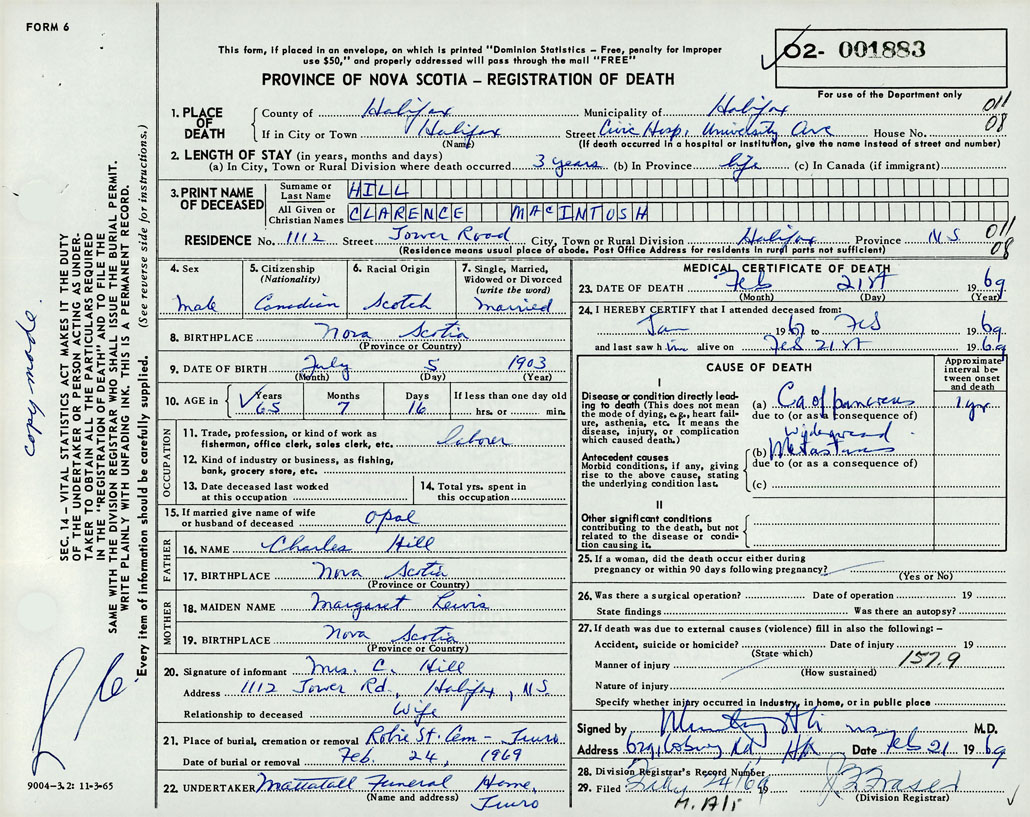 FORM 6
This form, if placed in an envelope, on which is printed "Dominion Statistics – Free, penalty for improper
use $50," and properly addressed will pass through the mail "FREE"
PROVINCE OF NOVA SCOTIA – REGISTRATION OF DEATH
02- 001883
For use of the Department only
1. PLACE OF DEATH
County of Halifax Municipality of Halifax 011
If in City or Town Halifax Street Civic Hosp. University Ave House No. 08
(Name) (If death occurred in a hospital or institution, give the name instead of street and number)
2. LENGTH OF STAY (in years, months and days)
(a) In City, Town or Rural Division where death occurred 3 years (b) In Province life (c) In Canada (if immigrant)
3. PRINT NAME OF DECEASED
Surname or Last Name HILL
All Given or Christian Names CLARENCE MACINTOSH
RESIDENCE No. 1112 Street Tower Road City, Town or Rural Division Halifax Province N.S. 011
08
(Residence means usual place of abode. Post Office Address for residents in rural parts not sufficient)
4. Sex
Male
5. Citizenship
(Nationality)
Canadian
6. Racial Origin
Scotch
7. Single, Married,
Widowed or Divorced
(write the word)
Married
8. BIRTHPLACE Nova Scotia
(Province or Country)
9. DATE OF BIRTH July 5 1903
(Month) (Day) (Year)
10. AGE in
Years
65
Months
7
Days
16
If less than one day old
hrs. or min.
OCCUPATION
11. Trade, profession, or kind of work as
fisherman, office clerk, sales clerk, etc. laborer
12. Kind of industry or business, as fishing,
bank, grocery store, etc.
13. Date deceased last worked
at this occupation
14. Total yrs. spent in
this occupation
15. If married give name of wife
or husband of deceased Opal
FATHER
16. NAME Charles Hill
17. BIRTHPLACE Nova Scotia
(Province or Country)
MOTHER
18. MAIDEN NAME Margaret Lewis
19. BIRTHPLACE Nova Scotia
(Province or Country)
20. Signature of informant Mrs. C. Hill
Address 1112 Tower Rd., Halifax, N.S.
Relationship to deceased Wife
21. Place of burial, cremation or removal Robie St. Cem – Truro
Date of burial or removal Feb. 24, 1969
22. UNDERTAKER Mattatall Funeral Home,
(Name and address) Truro
MEDICAL CERTIFICATE OF DEATH
23. DATE OF DEATH Feb 21st 1969
(Month) (Day) (Year)
24. I HEREBY CERTIFY that I attended deceased from:
Jan 1967 to Feb 1969
and last saw him alive on Feb 21st 1969
CAUSE OF DEATH
Approximate
interval be-
tween onset
and death
I
Disease or condition directly lead-
ing to death (This does not mean
the mode of dying, e.g., heart fail-
ure, asthenia, etc. It means the
disease, injury, or complication
which caused death.)
(a) Ca of pancreas 1 yr
due to (or as a consequence of)
Widespread
(b) Metastases
due to (or as a consequence of)
(c)
Antecedent causes
Morbid conditions, if any, giving
rise to the above cause, stating
the underlying condition last.
II
Other significant conditions
contributing to the death, but not
related to the disease or condi-
tion causing it.
25. If a woman, did the death occur either during
pregnancy or within 90 days following pregnancy?
(Yes or No)
26. Was there a surgical operation? Date of operation 19
State findings Was there an autopsy?
27. If death was due to external causes (violence) fill in also the following: –
Accident, suicide or homicide? Date of injury 19
(State which) 157.9
Manner of injury
(How sustained)
Nature of injury
Specify whether injury occurred in Industry, in home, or in public place
Signed by M.D.
Address Rd, Hfx Date Feb 21 1969
28. Division Registrar's Record Number
29. Filed 24/69 19
(Division Registrar)
SEC. 14 – VITAL STATISTICS ACT MAKES IT THE DUTY
OF THE UNDERTAKER OR PERSON ACTING AS UNDER-
TAKER TO OBTAIN ALL THE PARTICULARS REQUIRED
IN THE "REGISTRATION OF DEATH" AND TO FILE THE
SAME WITH THE DIVISION REGISTRAR WHO SHALL ISSUE THE BURIAL PERMIT.
WRITE PLAINLY WITH UNFADING INK. THIS IS A PERMANENT RECORD.
Every item of information should be carefully supplied. (See reverse side for instructions.)
copy made.
9004-3.2: 11-3-65